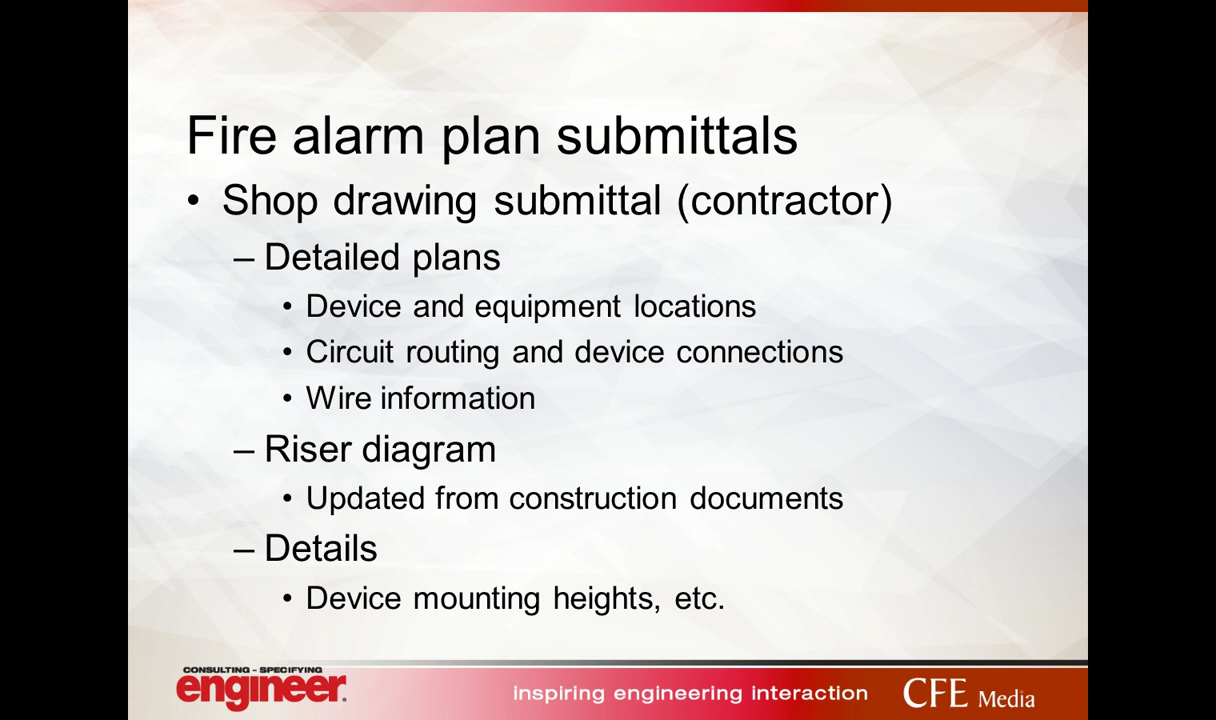 Fire alarm plan submittals
• Shop drawing submittal (contractor)
– Detailed plans
• Device and equipment locations
• Circuit routing and device connections
• Wire information
– Riser diagram
• Updated from construction documents
– Details
• Device mounting heights, etc.
CONSULTING - SPECIFYING
engineer.
inspiring engineering interaction
CFE Media